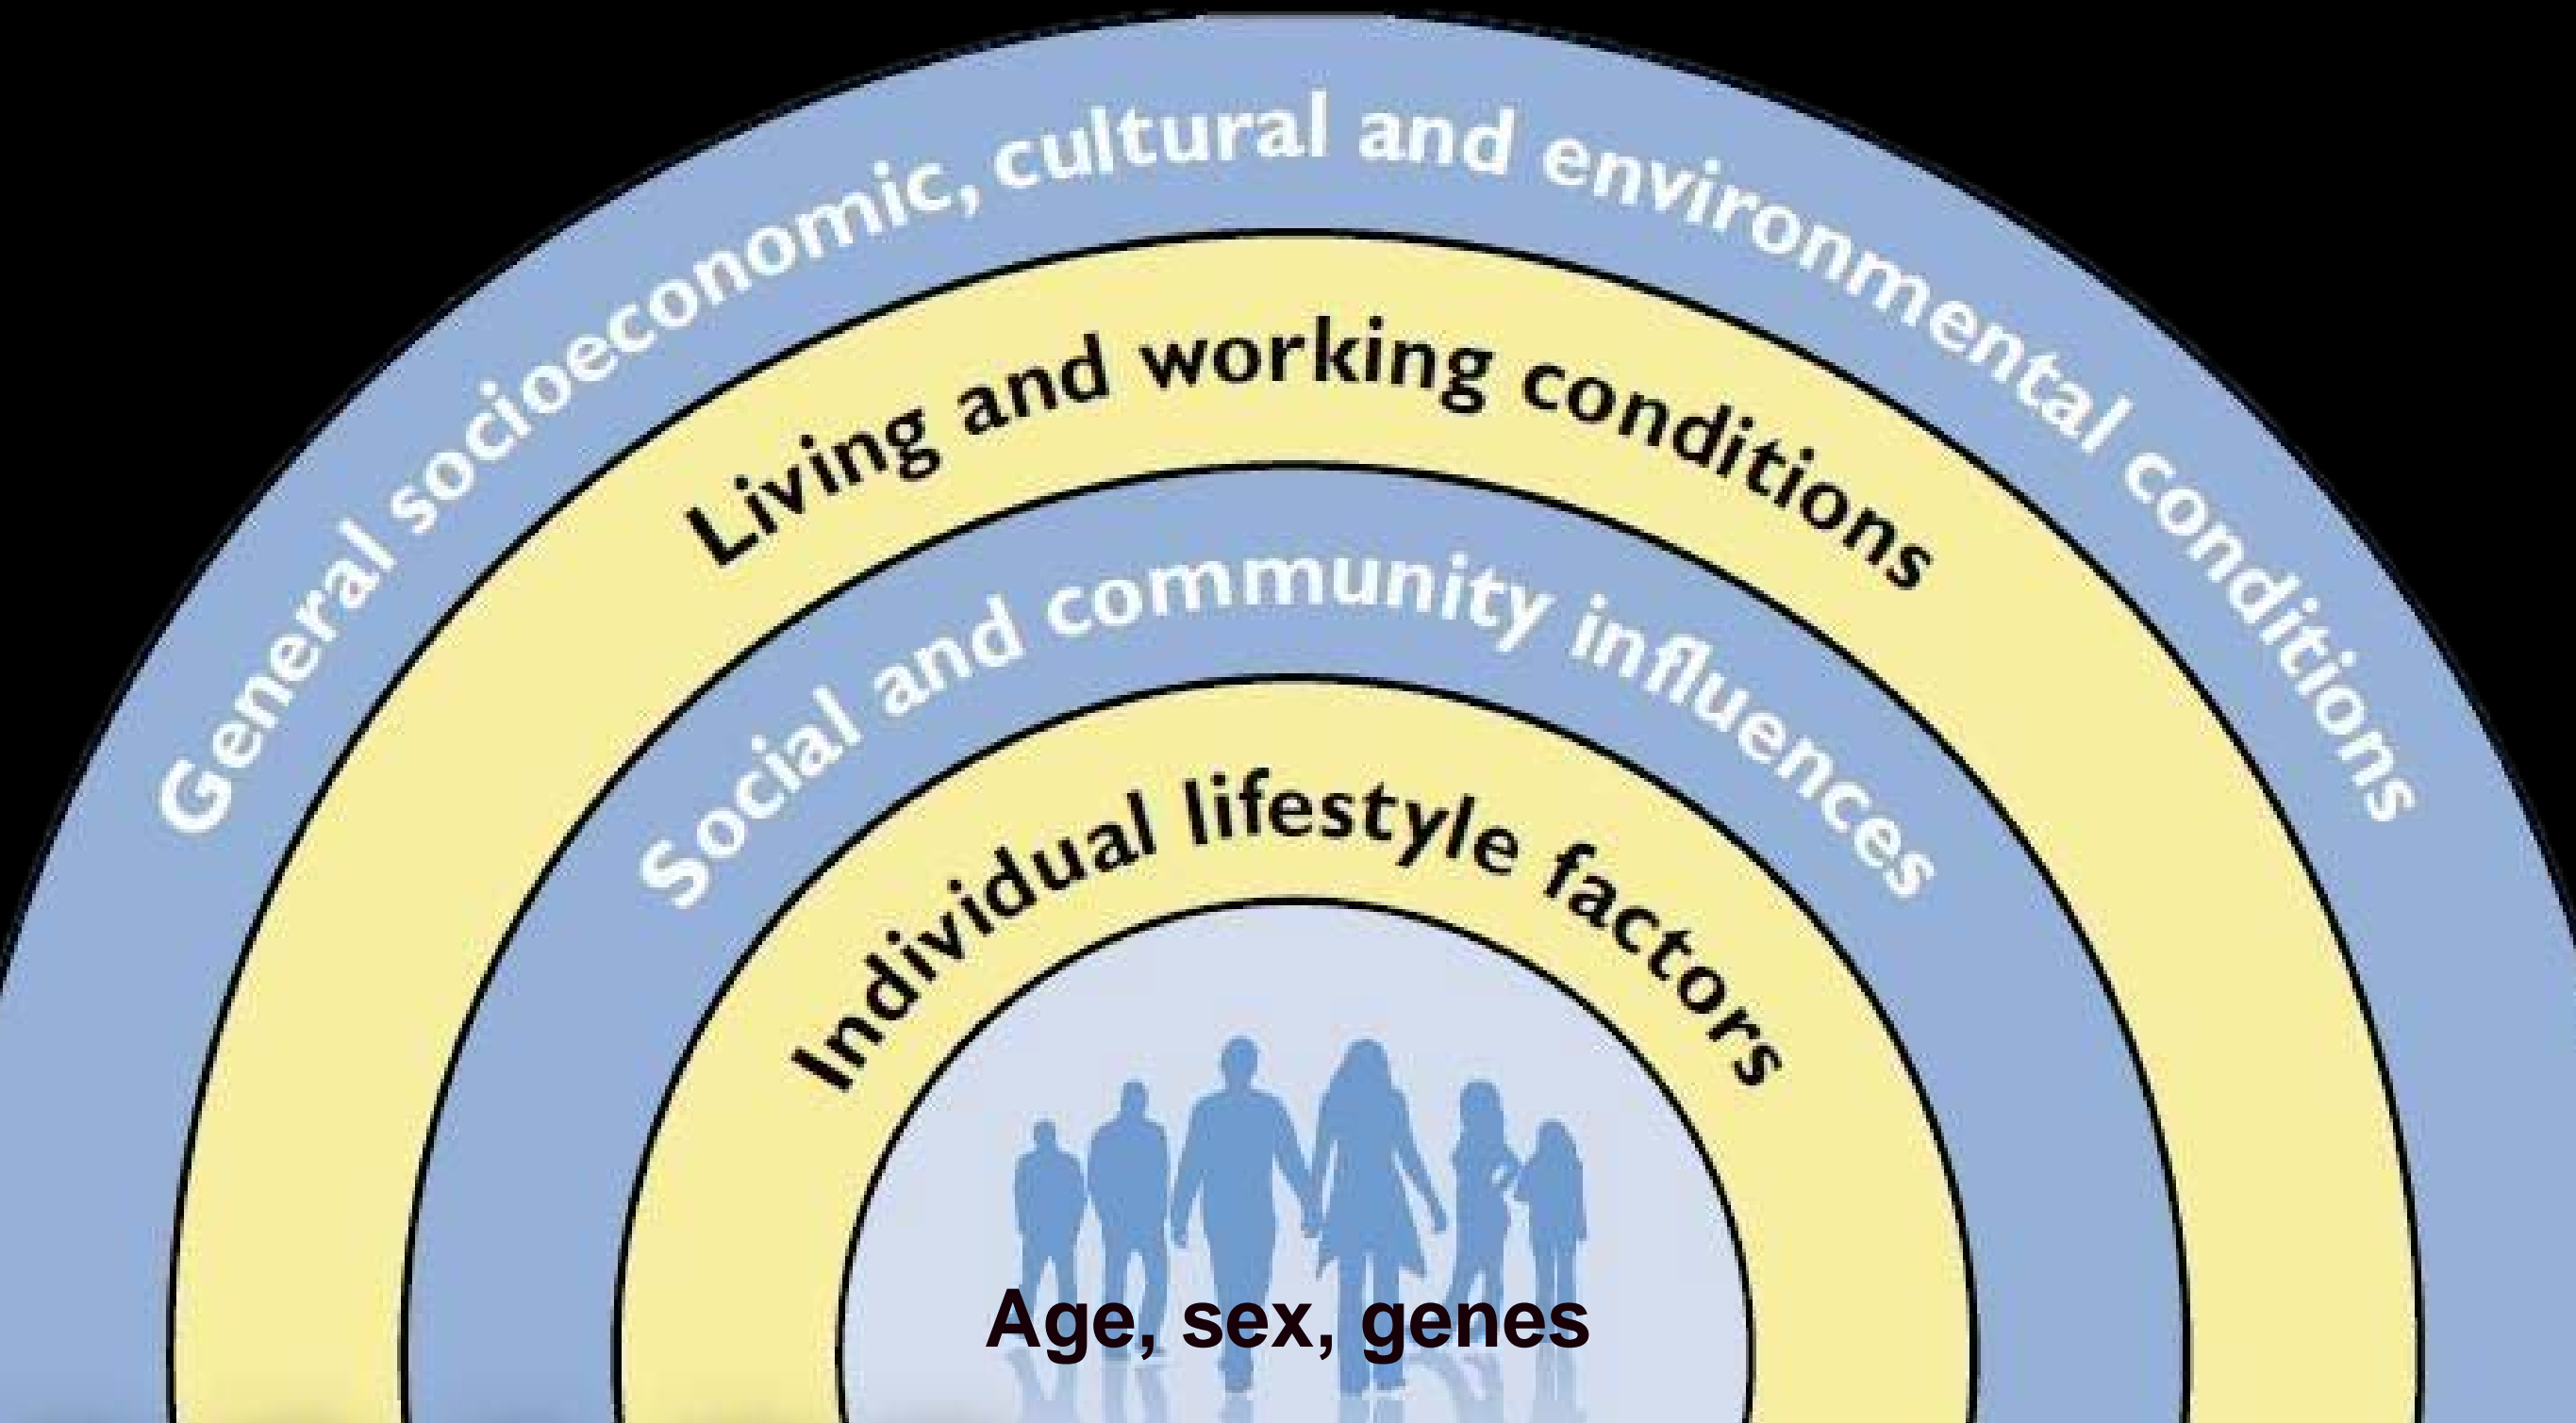 General socioeconomic, cultural and environmental conditions
Living and working conditions
Social and community influences
Individual lifestyle factors
Age, sex, genes